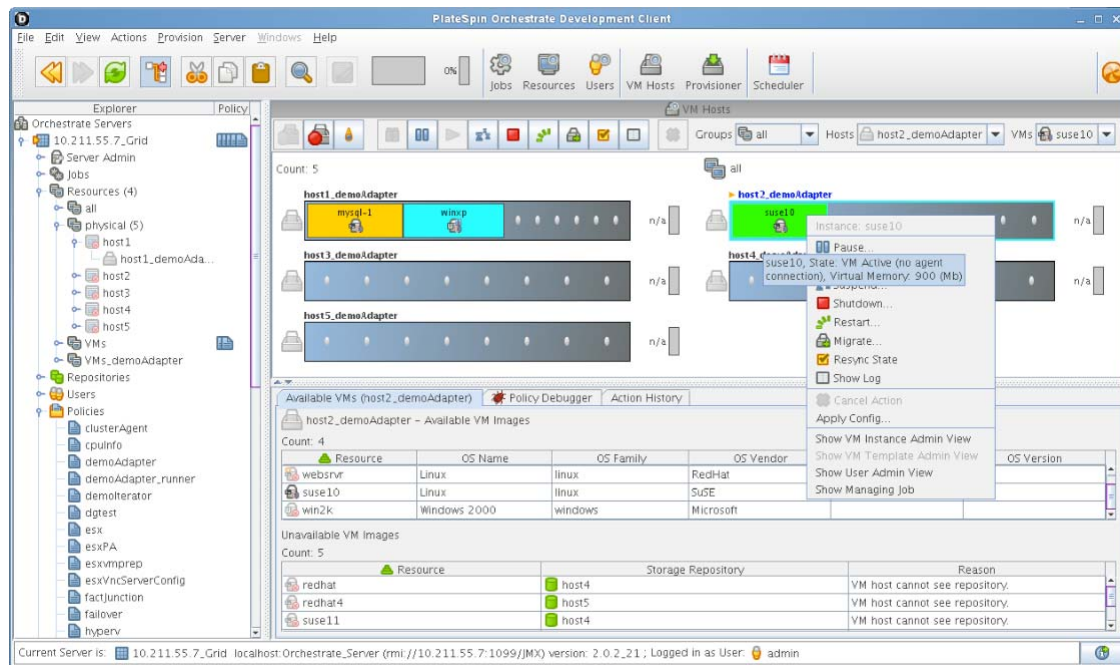 PlateSpin Orchestrate Development Client
File Edit View Actions Provision Server Windows Help
0% Jobs Resources Users VM Hosts Provisioner Scheduler
Explorer Policy
VM Hosts
Orchestrate Servers
10.211.55.7_Grid
Server Admin
Jobs
Resources (4)
all
physical (5)
host1
host1_demoAda...
host2
host3
host4
host5
VMs
VMs_demoAdapter
Repositories
Users
Policies
clusterAgent
cpuInfo
demoAdapter
demoAdapter_runner
demoIterator
dgtest
esx
esxPA
esxvmprep
esxVncServerConfig
factJunction
failover
hyperv
Groups all Hosts host2_demoAdapter VMs suse10
Count: 5 all
host1_demoAdapter
mysql-1 winxp n/a
host2_demoAdapter
suse10 n/a
host3_demoAdapter
n/a
n/a
host5_demoAdapter
n/a
Instance: suse10
Pause...
suse10, State: VM Active (no agent
connection), Virtual Memory: 900 (Mb)
Shutdown...
Restart...
Migrate...
Resync State
Show Log
Cancel Action
Apply Config...
Show VM Instance Admin View
Show VM Template Admin View
Show User Admin View
Show Managing Job
Available VMs (host2_demoAdapter) Policy Debugger Action History
host2_demoAdapter - Available VM Images
Count: 4
Resource OS Name OS Family OS Vendor OS Version
websrvr Linux linux RedHat
suse10 Linux linux SuSE
win2k Windows 2000 windows Microsoft
Unavailable VM Images
Count: 5
Resource Storage Repository Reason
redhat host4 VM host cannot see repository.
redhat4 host5 VM host cannot see repository.
suse11 host4 VM host cannot see repository.
Current Server is: 10.211.55.7_Grid localhost:Orchestrate_Server (rmi://10.211.55.7:1099/JMX) version: 2.0.2_21 ; Logged in as User: admin